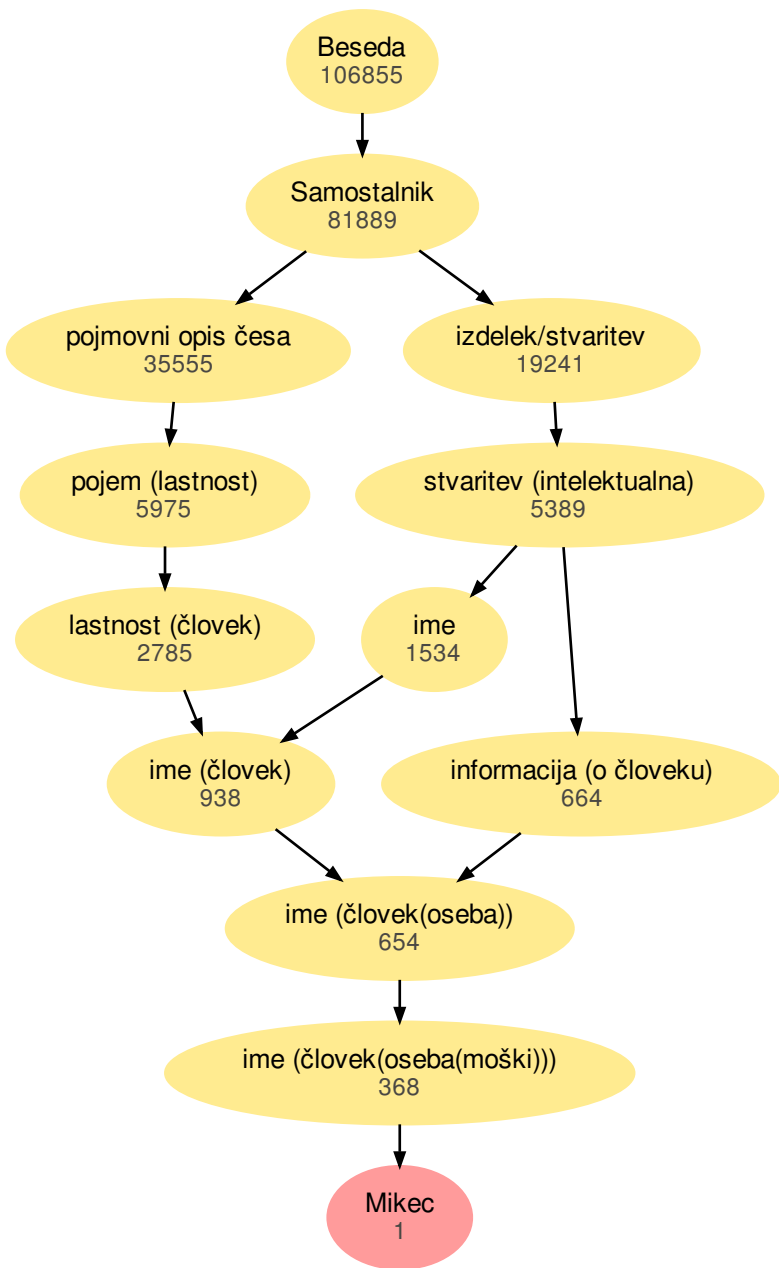 Beseda
106855
Samostalnik
81889
pojmovni opis česa
35555
izdelek/stvaritev
19241
pojem (lastnost)
5975
stvaritev (intelektualna)
5389
lastnost (človek)
2785
ime
1534
ime (človek)
938
informacija (o človeku)
664
ime (človek(oseba))
654
ime (človek(oseba(moški)))
368
Mikec
1